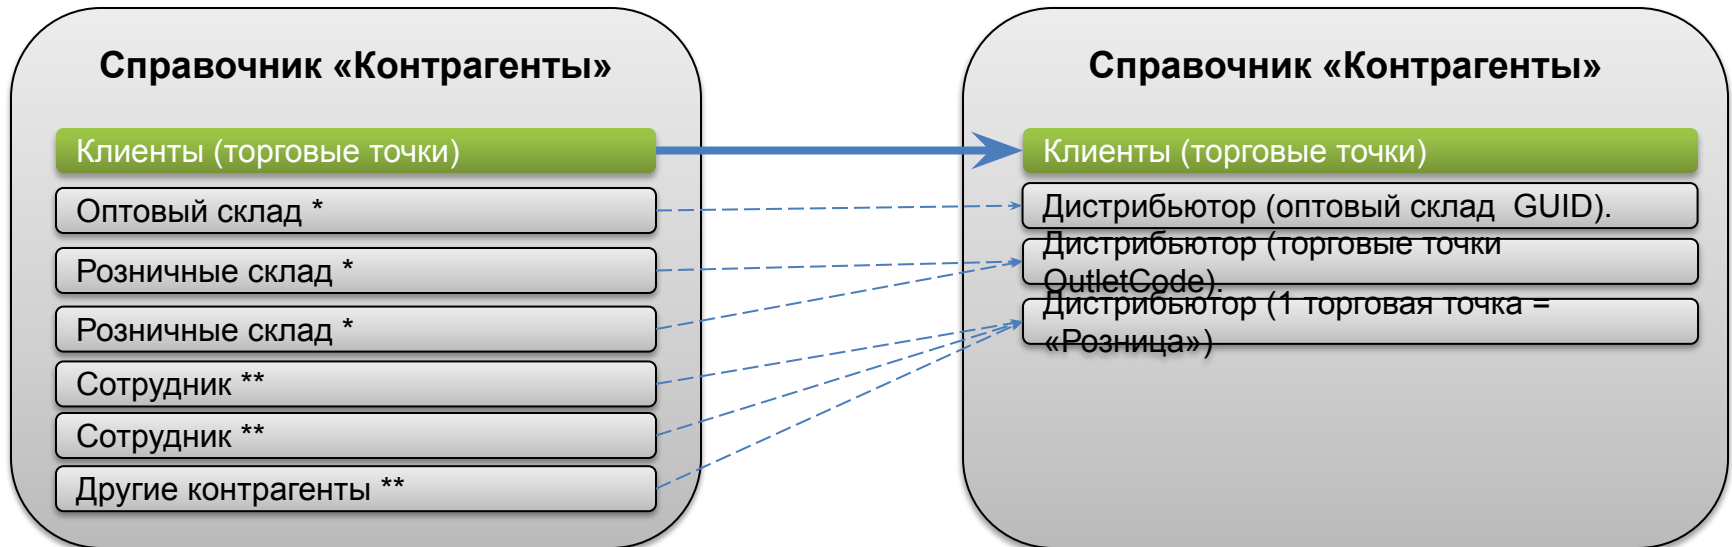 Справочник «Контрагенты»
Клиенты (торговые точки)
Оптовый склад *
Розничные склад *
Розничные склад *
Сотрудник **
Сотрудник **
Другие контрагенты **
Справочник «Контрагенты»
Клиенты (торговые точки)
Дистрибьютор (оптовый склад GUID).
Дистрибьютор (торговые точки
OutletCode).
Дистрибьютор (1 торговая точка =
«Розница»)